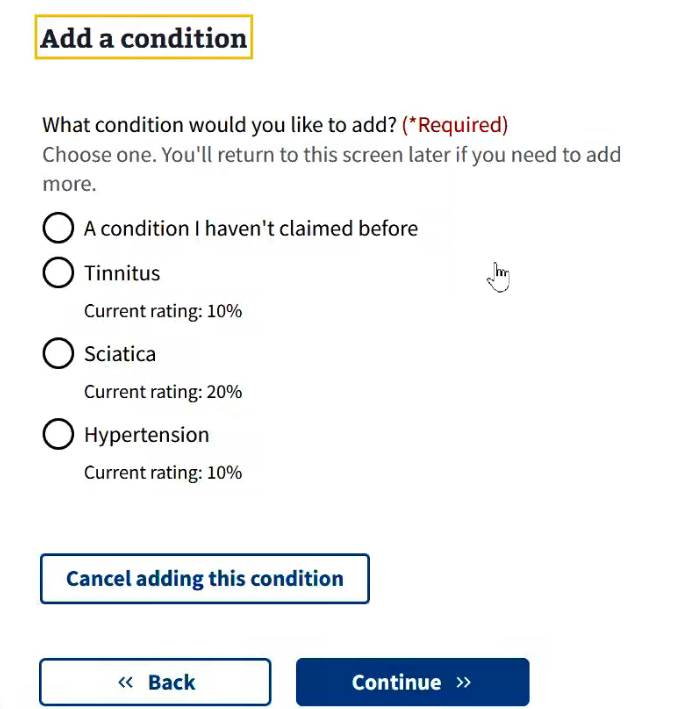 Add a condition
What condition would you like to add? (*Required)
Choose one. You'll return to this screen later if you need to add
more.
A condition I haven't claimed before
Tinnitus
Current rating: 10%
Sciatica
Current rating: 20%
Hypertension
Current rating: 10%
Cancel adding this condition
« Back
Continue »